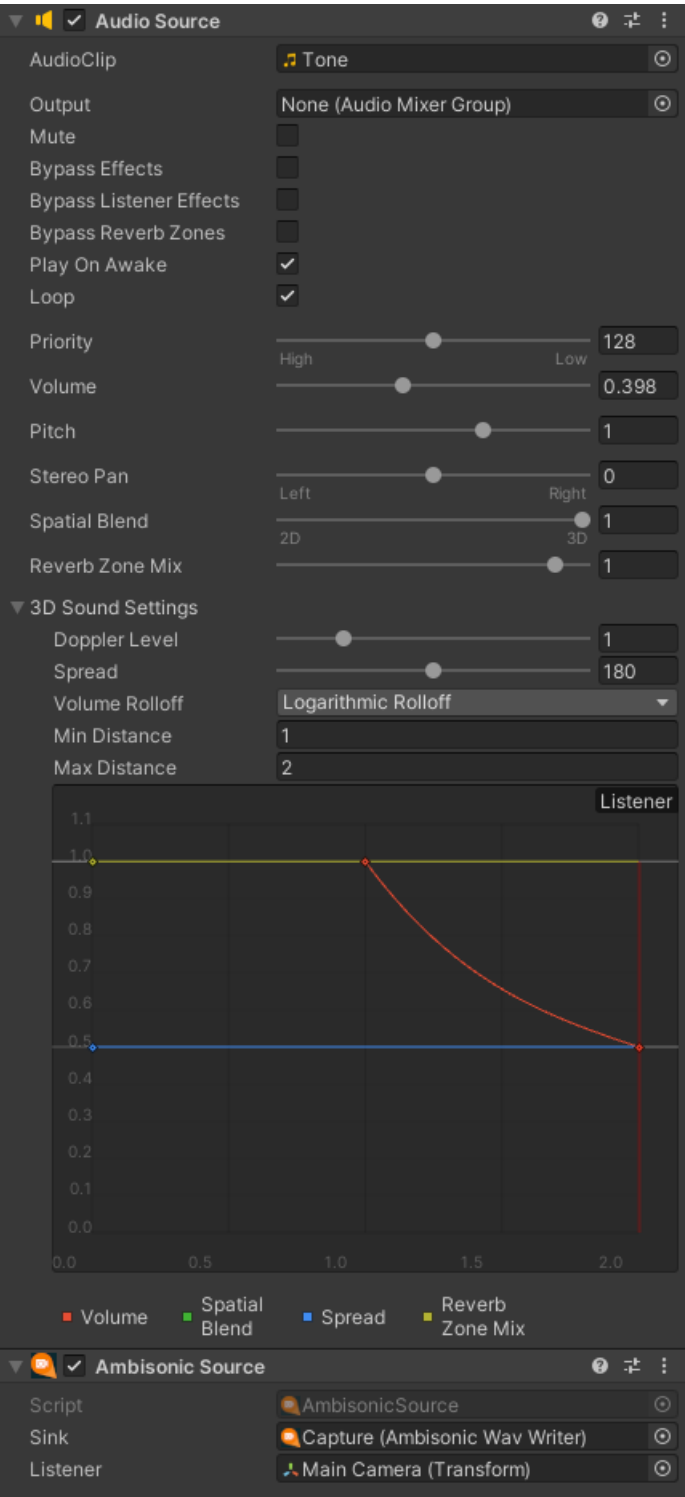 Audio Source
AudioClip Tone
Output None (Audio Mixer Group)
Mute
Bypass Effects
Bypass Listener Effects
Bypass Reverb Zones
Play On Awake
Loop
Priority 128
High Low
Volume 0.398
Pitch 1
Stereo Pan 0
Left Right
Spatial Blend 1
2D 3D
Reverb Zone Mix 1
3D Sound Settings
Doppler Level 1
Spread 180
Volume Rolloff Logarithmic Rolloff
Min Distance 1
Max Distance 2
Listener
1.1
1.0
0.9
0.8
0.7
0.6
0.5
0.4
0.3
0.2
0.1
0.0
0.0 0.5 1.0 1.5 2.0
Volume Spatial Blend Spread Reverb Zone Mix
Ambisonic Source
Script AmbisonicSource
Sink Capture (Ambisonic Wav Writer)
Listener Main Camera (Transform)